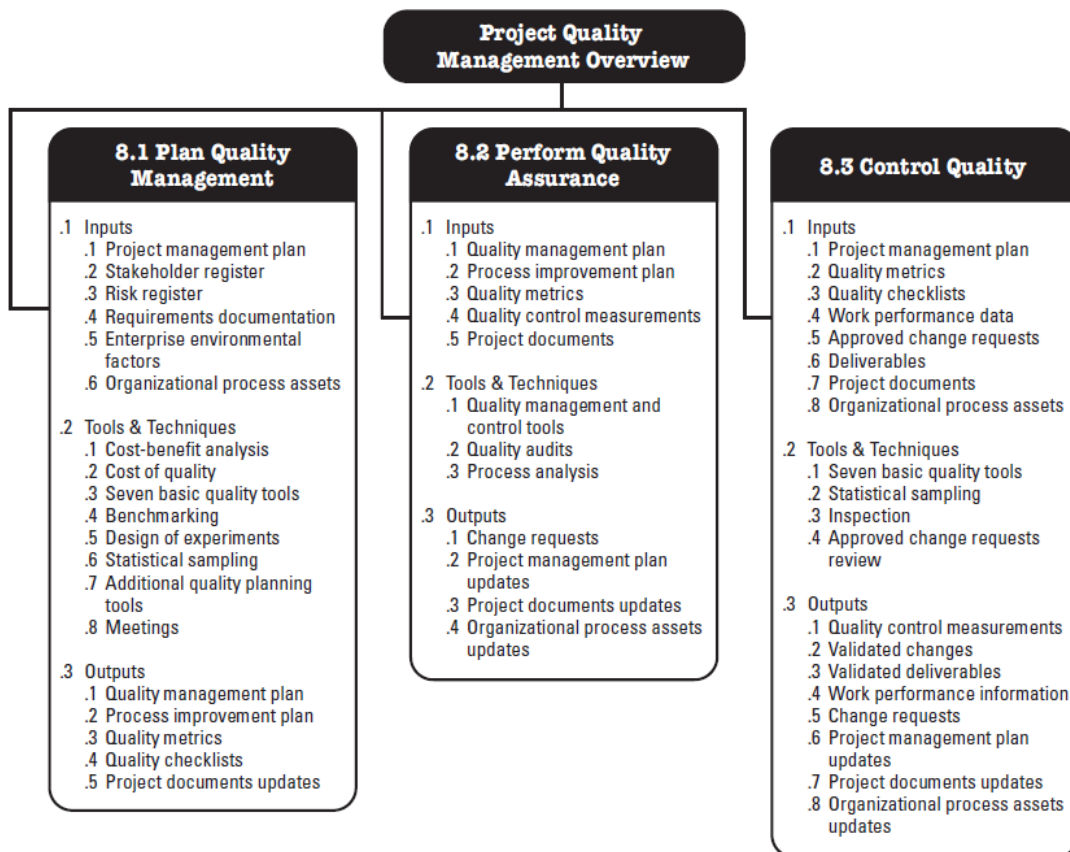 Project Quality
Management Overview
8.1 Plan Quality
Management
.1 Inputs
.1 Project management plan
.2 Stakeholder register
.3 Risk register
.4 Requirements documentation
.5 Enterprise environmental
factors
.6 Organizational process assets
.2 Tools & Techniques
.1 Cost-benefit analysis
.2 Cost of quality
.3 Seven basic quality tools
.4 Benchmarking
.5 Design of experiments
.6 Statistical sampling
.7 Additional quality planning
tools
.8 Meetings
.3 Outputs
.1 Quality management plan
.2 Process improvement plan
.3 Quality metrics
.4 Quality checklists
.5 Project documents updates
8.2 Perform Quality
Assurance
.1 Inputs
.1 Quality management plan
.2 Process improvement plan
.3 Quality metrics
.4 Quality control measurements
.5 Project documents
.2 Tools & Techniques
.1 Quality management and
control tools
.2 Quality audits
.3 Process analysis
.3 Outputs
.1 Change requests
.2 Project management plan
updates
.3 Project documents updates
.4 Organizational process assets
updates
8.3 Control Quality
.1 Inputs
.1 Project management plan
.2 Quality metrics
.3 Quality checklists
.4 Work performance data
.5 Approved change requests
.6 Deliverables
.7 Project documents
.8 Organizational process assets
.2 Tools & Techniques
.1 Seven basic quality tools
.2 Statistical sampling
.3 Inspection
.4 Approved change requests
review
.3 Outputs
.1 Quality control measurements
.2 Validated changes
.3 Validated deliverables
.4 Work performance information
.5 Change requests
.6 Project management plan
updates
.7 Project documents updates
.8 Organizational process assets
updates